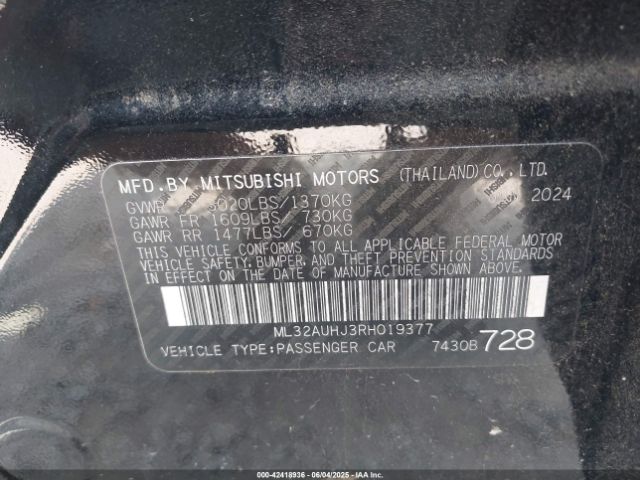 MFD.BY MITSUBISHI MOTORS (THAILAND) CO., LTD.
GVWR 3020LBS/1370KG 2024
GAWR FR 1609LBS/ 730KG
GAWR RR 1477LBS/ 670KG
THIS VEHICLE CONFORMS TO ALL APPLICABLE FEDERAL MOTOR
VEHICLE SAFETY, BUMPER, AND THEFT PREVENTION STANDARDS
IN EFFECT ON THE DATE OF MANUFACTURE SHOWN ABOVE.
ML32AUHJ3RH019377
VEHICLE TYPE:PASSENGER CAR 7430B 728
000-42418936 | 06/04/2025 | IAAI.COM